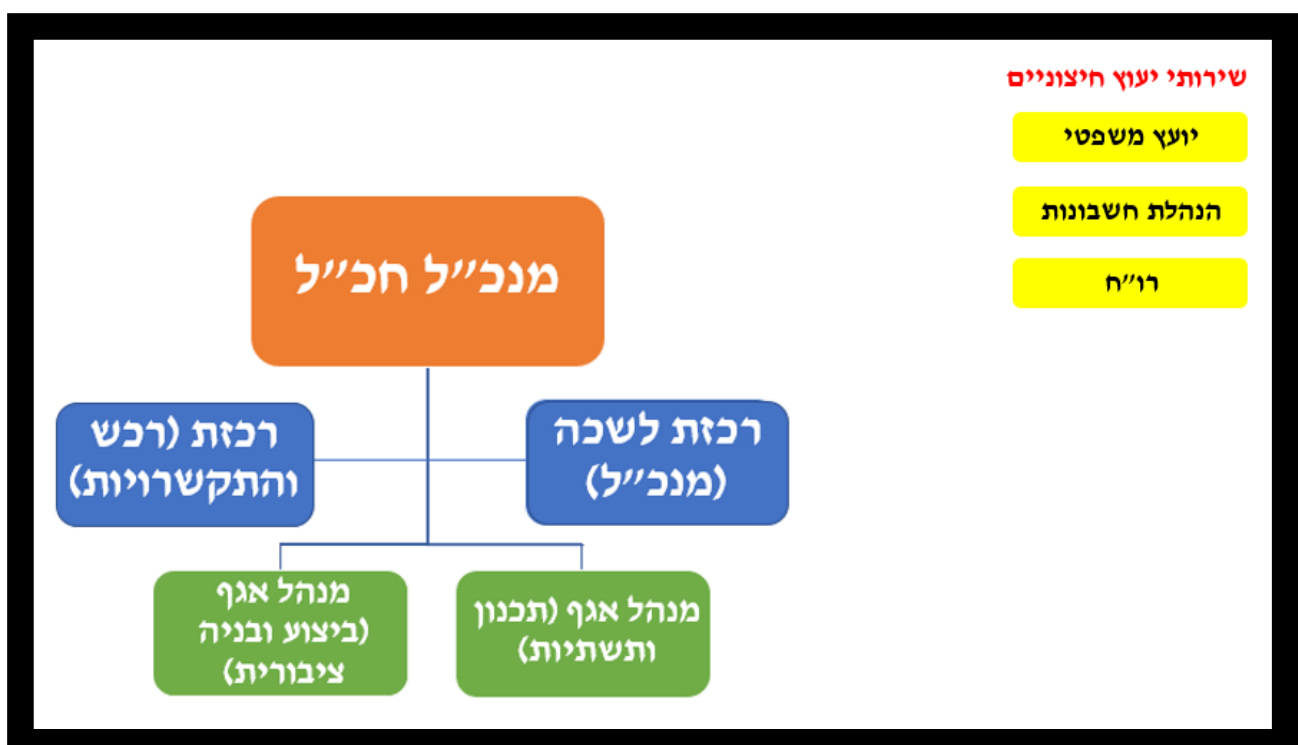 שירותי יעוץ חיצוניים
יועץ משפטי
הנהלת חשבונות
רו״ח
מנכ״ל חכ״ל
רכזת לשכה
(מנכ״ל)
רכזת (רכש
והתקשרויות)
מנהל אגף (תכנון
ותשתיות)
מנהל אגף
(ביצוע ובניה
ציבורית)